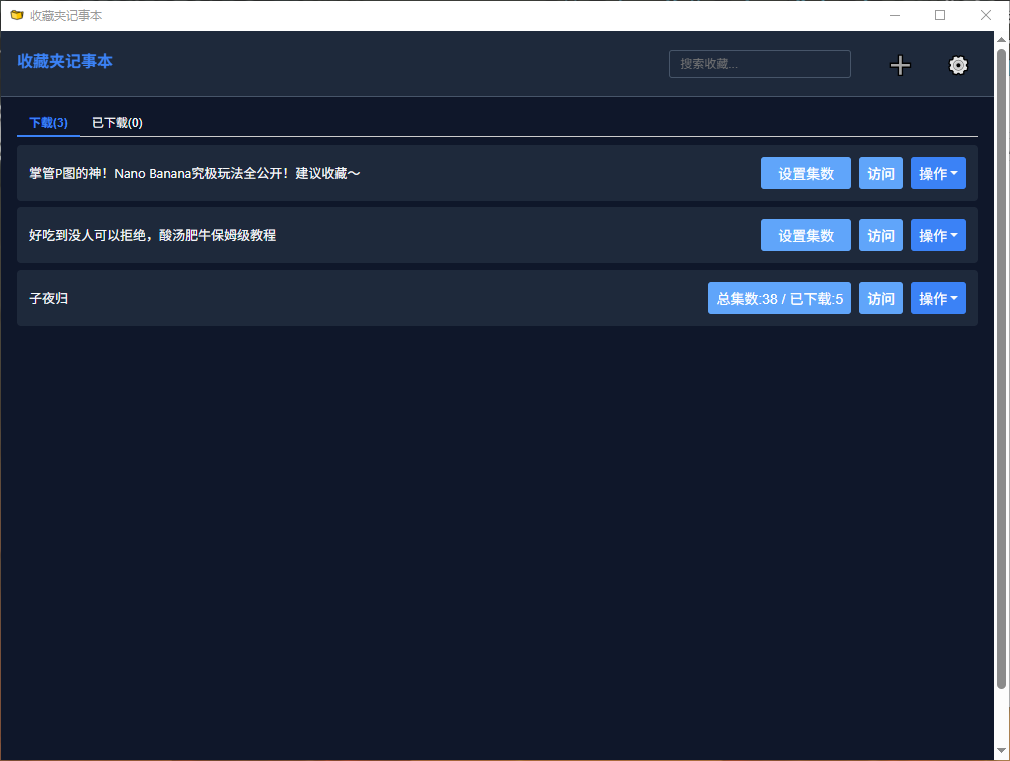 收藏夹记事本
收藏夹记事本
搜索收藏...
下载(3) 已下载(0)
掌管P图的神！Nano Banana究极玩法全公开！建议收藏～ 设置集数 访问 操作
好吃到没人可以拒绝，酸汤肥牛保姆级教程 设置集数 访问 操作
子夜归 总集数:38 / 已下载:5 访问 操作